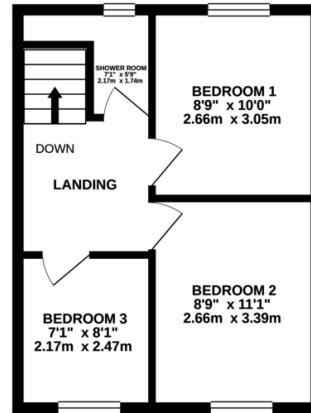 SHOWER ROOM
7'1" x 5'9"
2.17m x 1.74m
BEDROOM 1
8'9" x 10'0"
2.66m x 3.05m
DOWN
LANDING
BEDROOM 2
8'9" x 11'1"
2.66m x 3.39m
BEDROOM 3
7'1" x 8'1"
2.17m x 2.47m